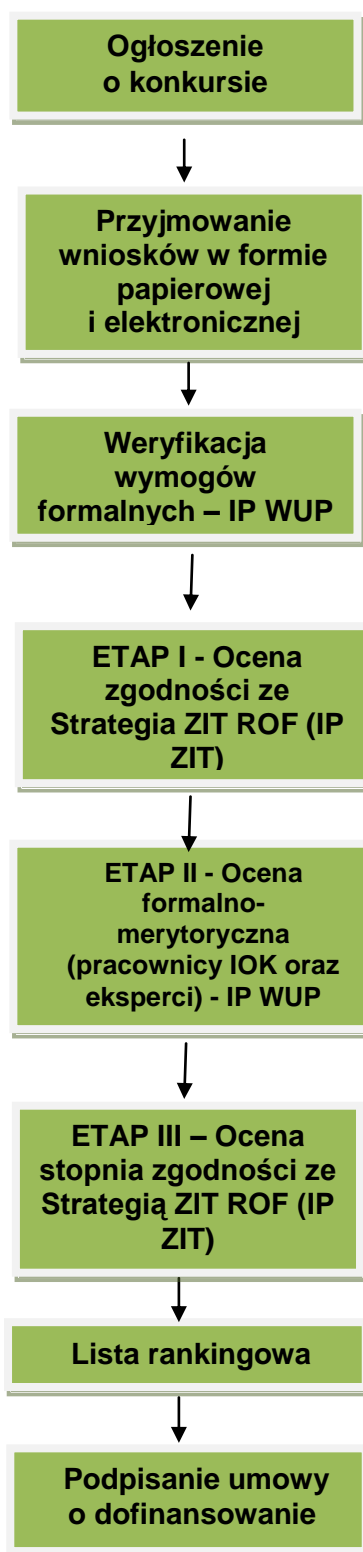 Ogłoszenie
o konkursie
Przyjmowanie
wniosków w formie
papierowej
i elektronicznej
Weryfikacja
wymogów
formalnych – IP WUP
ETAP I - Ocena
zgodności ze
Strategia ZIT ROF (IP
ZIT)
ETAP II - Ocena
formalno-
merytoryczna
(pracownicy IOK oraz
eksperci) - IP WUP
ETAP III – Ocena
stopnia zgodności ze
Strategią ZIT ROF (IP
ZIT)
Lista rankingowa
Podpisanie umowy
o dofinansowanie